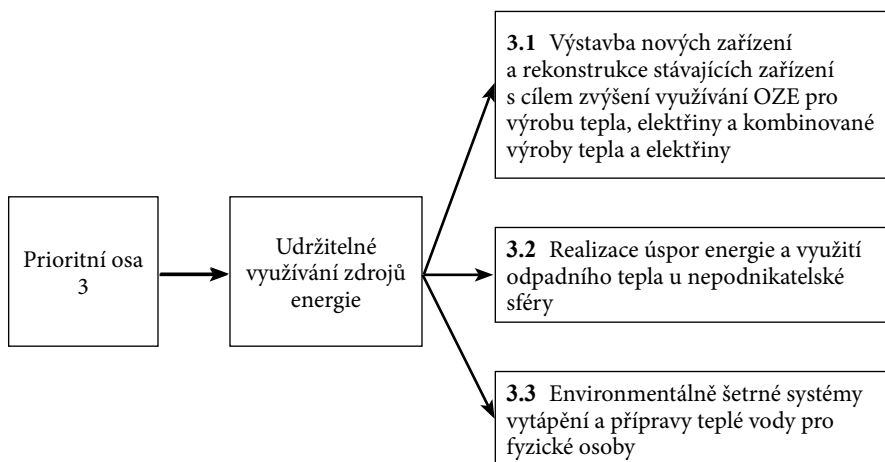 3.1 Výstavba nových zařízení
a rekonstrukce stávajících zařízení
s cílem zvýšení využívání OZE pro
výrobu tepla, elektřiny a kombinované
výroby tepla a elektřiny
Prioritní osa
3
Udržitelné
využívání zdrojů
energie
3.2 Realizace úspor energie a využití
odpadního tepla u nepodnikatelské
sféry
3.3 Environmentálně šetrné systémy
vytápění a přípravy teplé vody pro
fyzické osoby